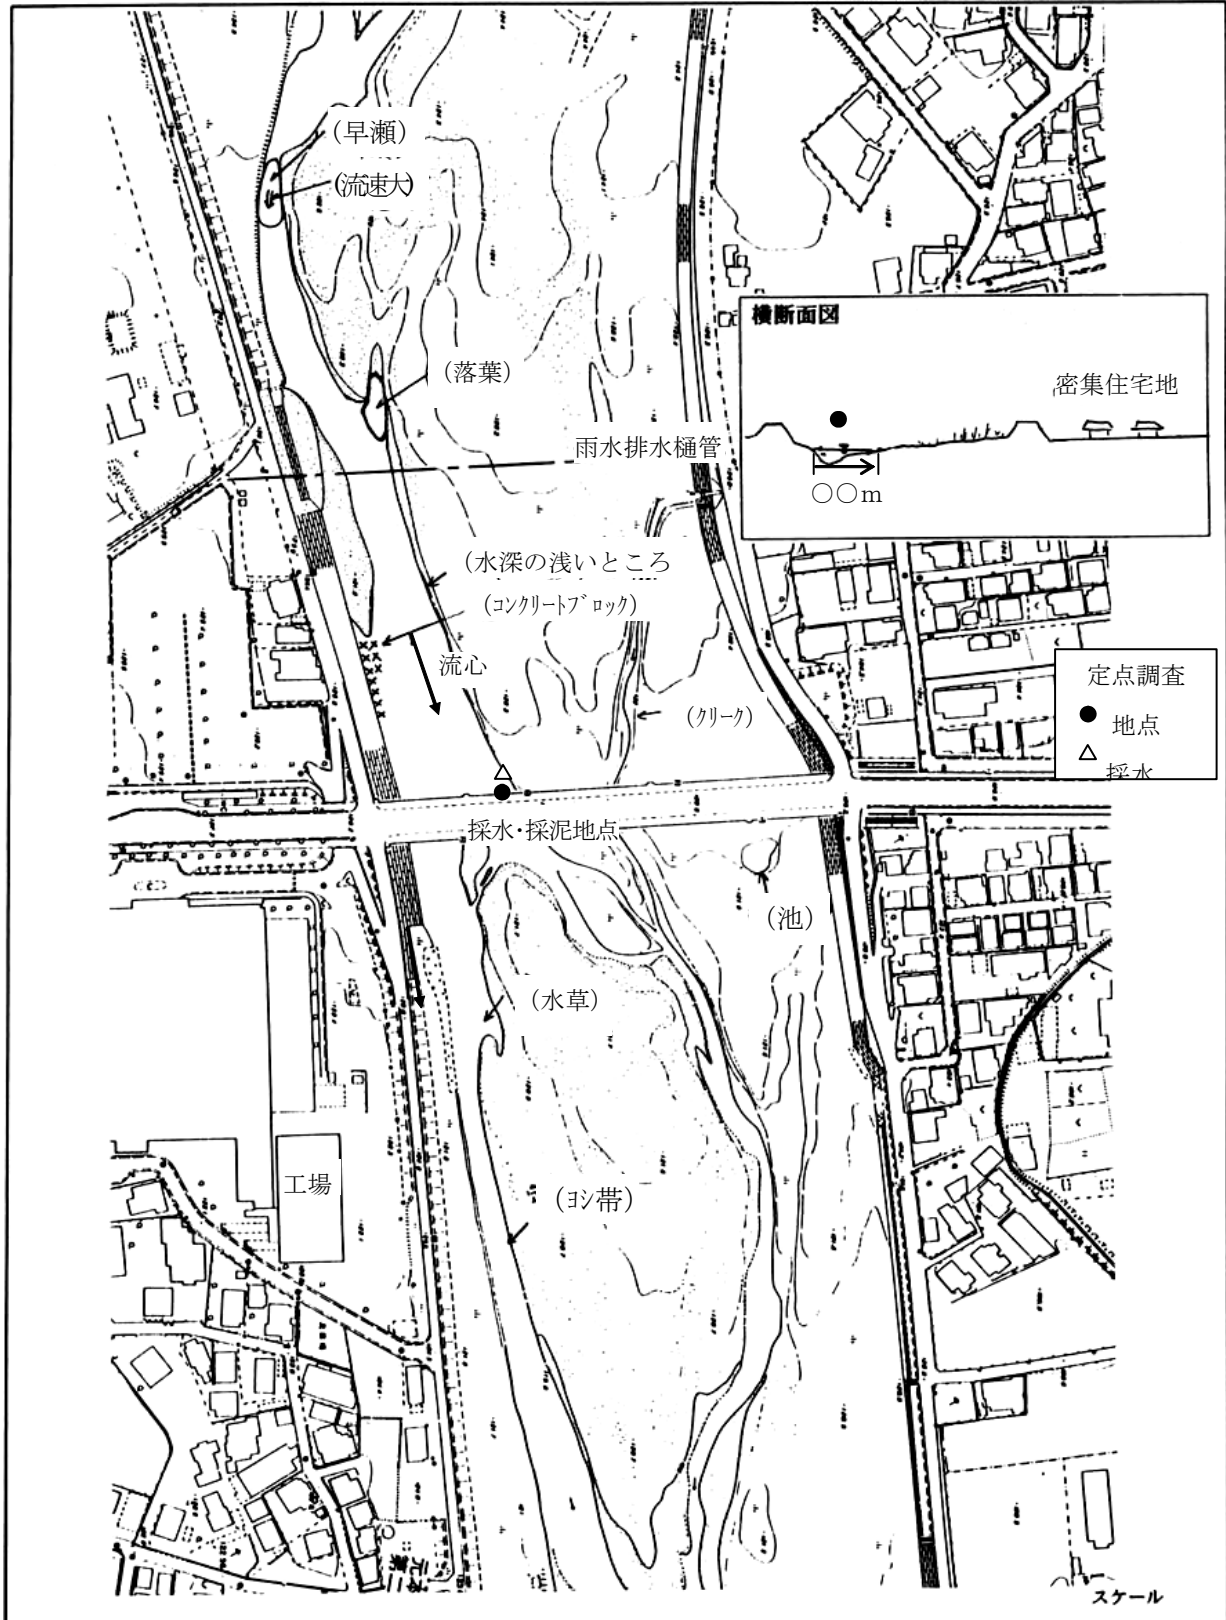 (早瀬)
(流速大)
横断面図
密集住宅地
(落葉)
雨水排水樋管
○○m
(水深の浅いところ
(コンクリートブロック)
流心
定点調査
● 地点
△ 採水
(クリーク)
採水・採泥地点
(池)
(水草)
工場
(ヨシ帯)
スケール